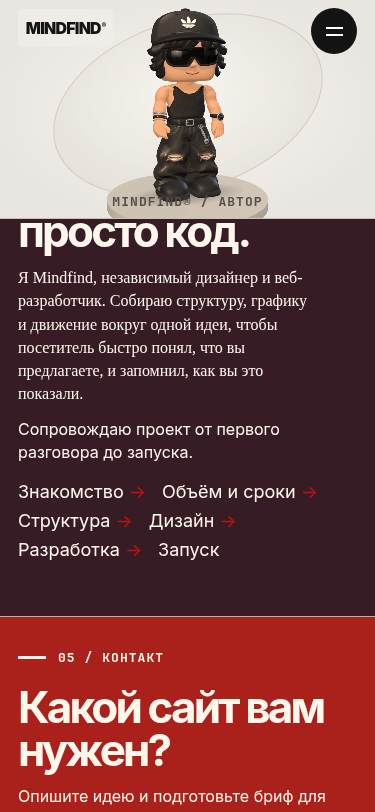 MINDFIND®
MINDFIND® / АВТОР
просто код.
Я Mindfind, независимый дизайнер и веб-
разработчик. Собираю структуру, графику
и движение вокруг одной идеи, чтобы
посетитель быстро понял, что вы
предлагаете, и запомнил, как вы это
показали.
Сопровождаю проект от первого
разговора до запуска.
Знакомство → Объём и сроки →
Структура → Дизайн →
Разработка → Запуск
05 / КОНТАКТ
Какой сайт вам
нужен?
Опишите идею и подготовьте бриф для